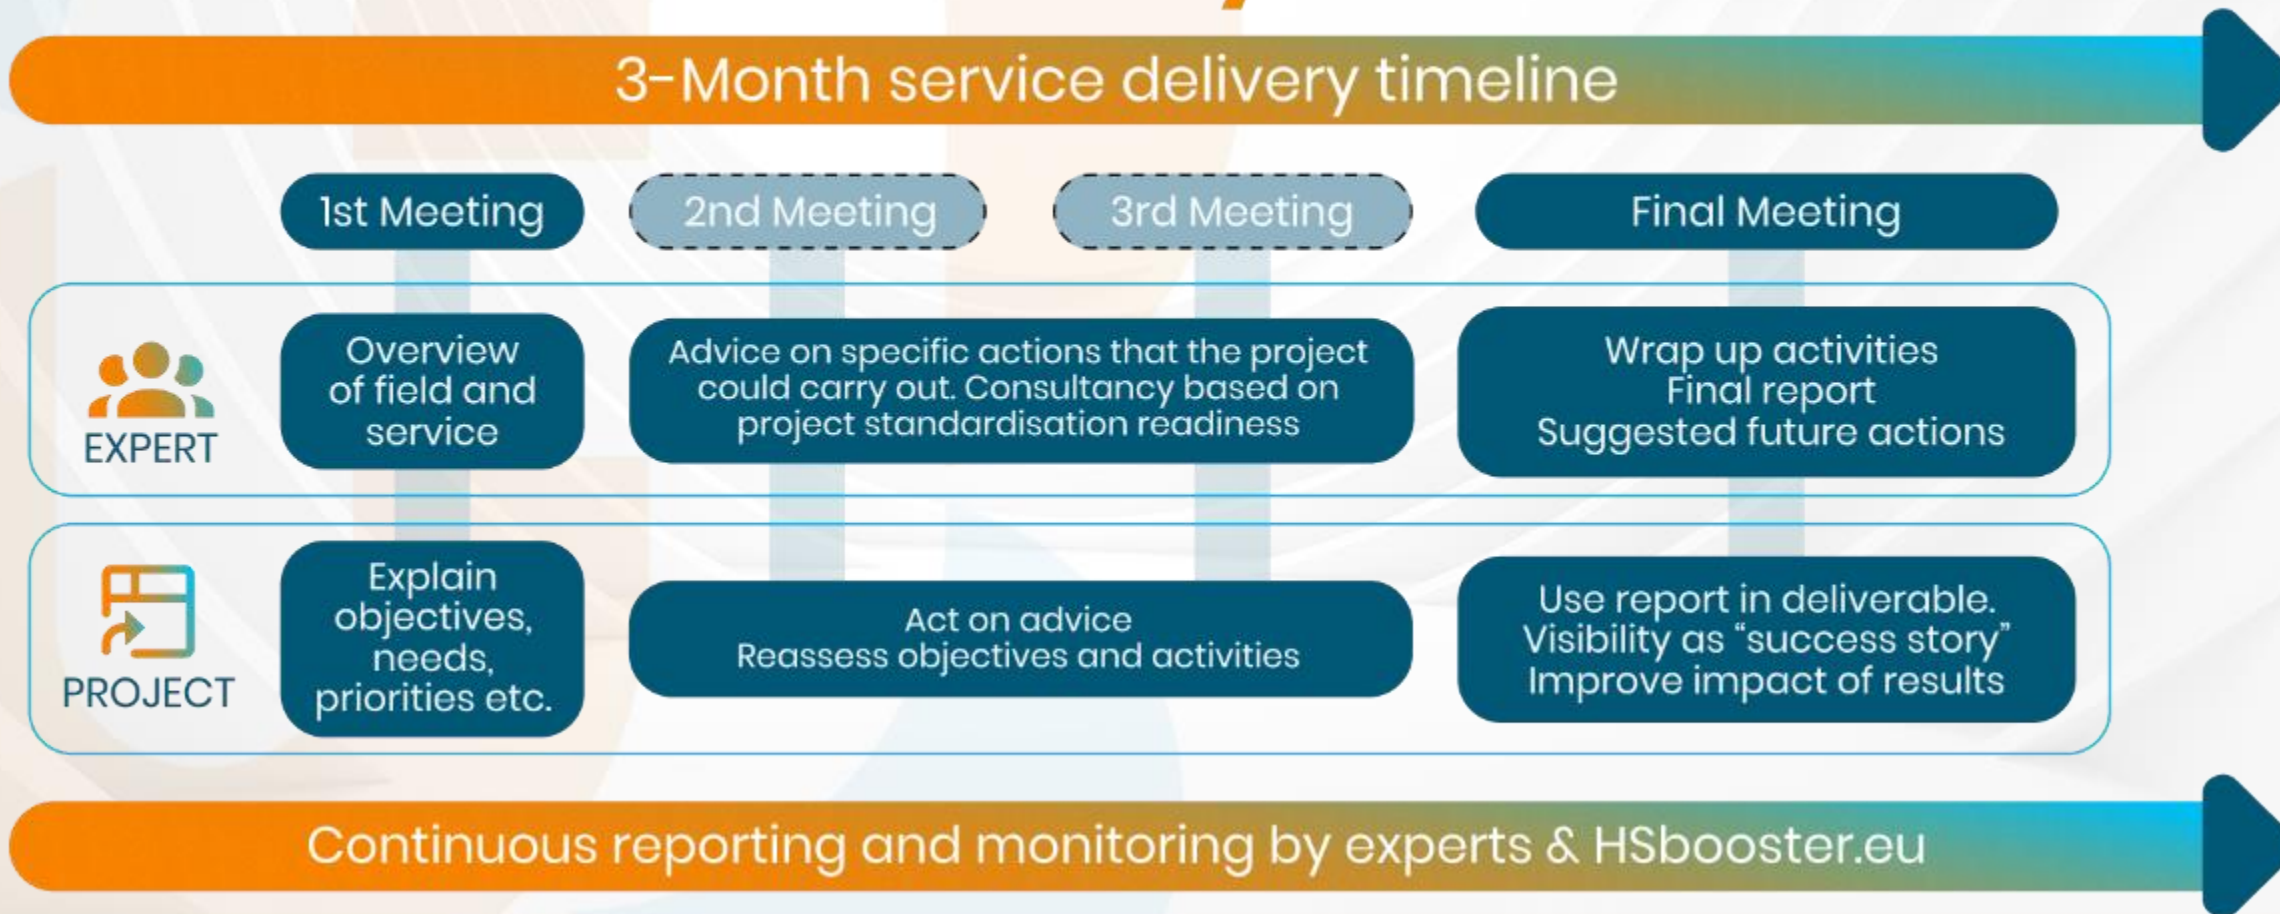 3-Month service delivery timeline
1st Meeting
2nd Meeting
3rd Meeting
Final Meeting
EXPERT
Overview
of field and
service
Advice on specific actions that the project
could carry out. Consultancy based on
project standardisation readiness
Wrap up activities
Final report
Suggested future actions
PROJECT
Explain
objectives,
needs,
priorities etc.
Act on advice
Reassess objectives and activities
Use report in deliverable.
Visibility as “success story”
Improve impact of results
Continuous reporting and monitoring by experts & HSbooster.eu